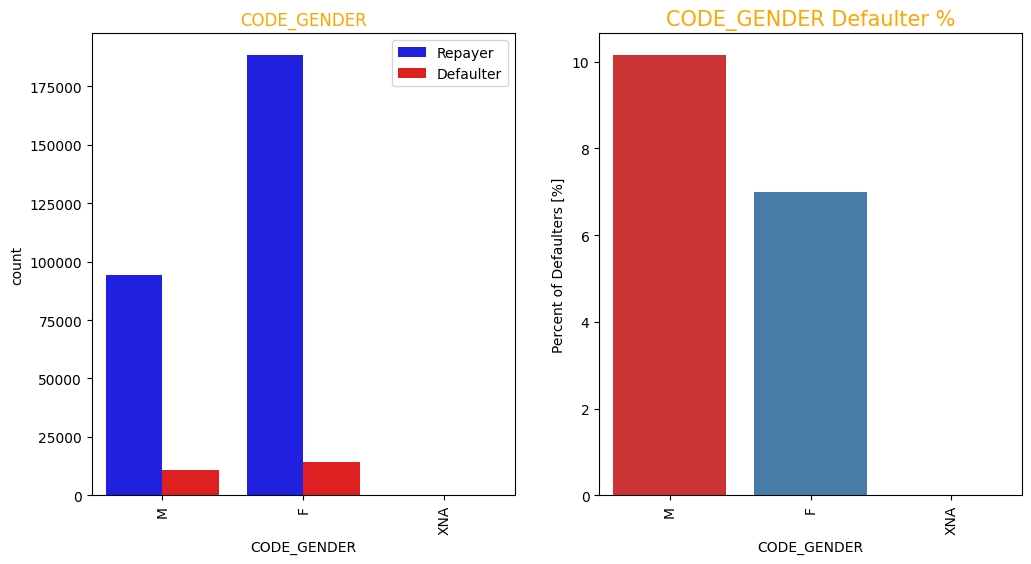 CODE_GENDER
Repayer
Defaulter
175000
150000
125000
100000
75000
50000
25000
0
count
M
F
XNA
CODE_GENDER
CODE_GENDER Defaulter %
10
8
6
4
2
0
Percent of Defaulters [%]
M
F
XNA
CODE_GENDER